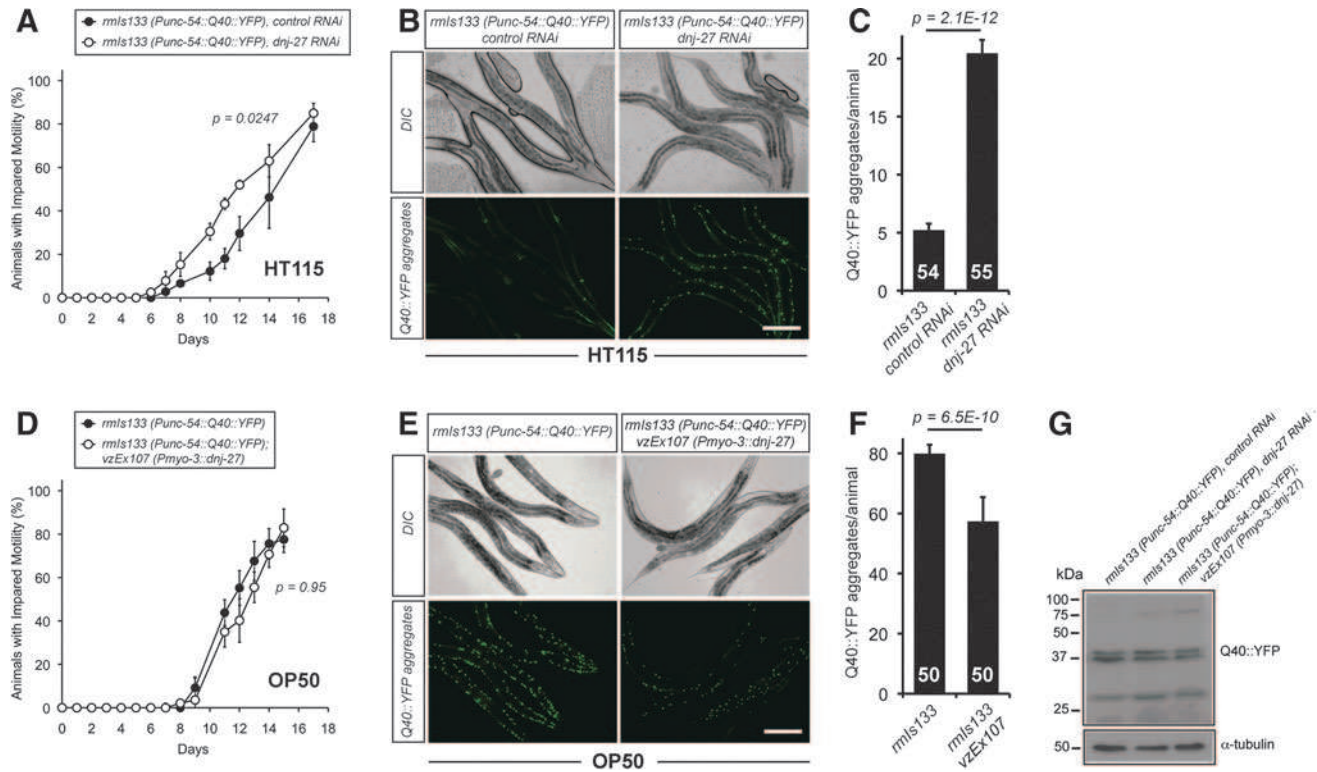 A
rmIs133 (Punc-54::Q40::YFP), control RNAi
rmIs133 (Punc-54::Q40::YFP), dnj-27 RNAi
Animals with Impared Motility (%)
100
80
60
40
20
0
p = 0.0247
HT115
0 2 4 6 8 10 12 14 16 18
Days
B
rmIs133 (Punc-54::Q40::YFP)
control RNAi
rmIs133 (Punc-54::Q40::YFP)
dnj-27 RNAi
DIC
Q40::YFP aggregates
HT115
C
p = 2.1E-12
Q40::YFP aggregates/animal
20
15
10
5
0
54
55
rmIs133
control RNAi
rmIs133
dnj-27 RNAi
D
rmIs133 (Punc-54::Q40::YFP)
rmIs133 (Punc-54::Q40::YFP);
vzEx107 (Pmyo-3::dnj-27)
Animals with Impared Motility (%)
100
80
60
40
20
0
p = 0.95
OP50
0 2 4 6 8 10 12 14 16 18
Days
E
rmIs133 (Punc-54::Q40::YFP)
rmIs133 (Punc-54::Q40::YFP)
vzEx107 (Pmyo-3::dnj-27)
DIC
Q40::YFP aggregates
OP50
F
p = 6.5E-10
Q40::YFP aggregates/animal
80
60
40
20
0
50
50
rmIs133
rmIs133
vzEx107
G
rmIs133 (Punc-54::Q40::YFP), control RNAi
rmIs133 (Punc-54::Q40::YFP), dnj-27 RNAi
rmIs133 (Punc-54::Q40::YFP);
vzEx107 (Pmyo-3::dnj-27)
kDa
100
75
50
37
25
Q40::YFP
50
α-tubulin